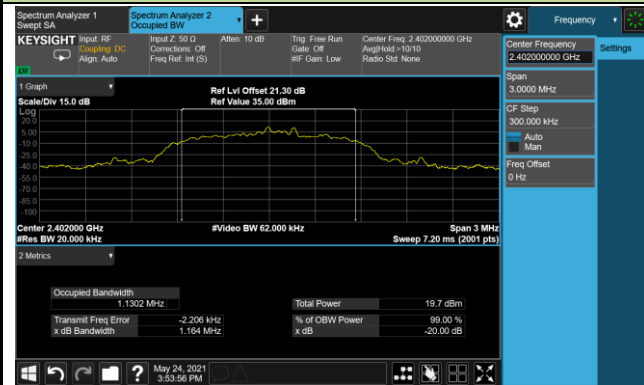 Spectrum Analyzer 1
Swept SA
Spectrum Analyzer 2
Occupied BW
+
Frequency
KEYSIGHT
Input: RF
Coupling: DC
Align: Auto
Input Z: 50 Ω
Corrections: Off
Freq Ref: Int (S)
Atten: 10 dB
Trig: Free Run
Gate: Off
#IF Gain: Low
Center Freq: 2.402000000 GHz
Avg|Hold:>10/10
Radio Std: None
LXI
Center Frequency
2.402000000 GHz
Settings
Span
3.0000 MHz
CF Step
300.000 kHz
Auto
Man
Freq Offset
0 Hz
1 Graph
Scale/Div 15.0 dB
Ref Lvl Offset 21.30 dB
Ref Value 35.00 dBm
Log
20.0
5.00
-10.0
-25.0
-40.0
-55.0
-70.0
-85.0
-100
Center 2.402000 GHz
#Video BW 62.000 kHz
Span 3 MHz
#Res BW 20.000 kHz
Sweep 7.20 ms (2001 pts)
2 Metrics
Occupied Bandwidth
1.1302 MHz
Total Power 19.7 dBm
Transmit Freq Error -2.206 kHz
% of OBW Power 99.00 %
x dB Bandwidth 1.164 MHz
x dB -20.00 dB
?
May 24, 2021
3:53:56 PM